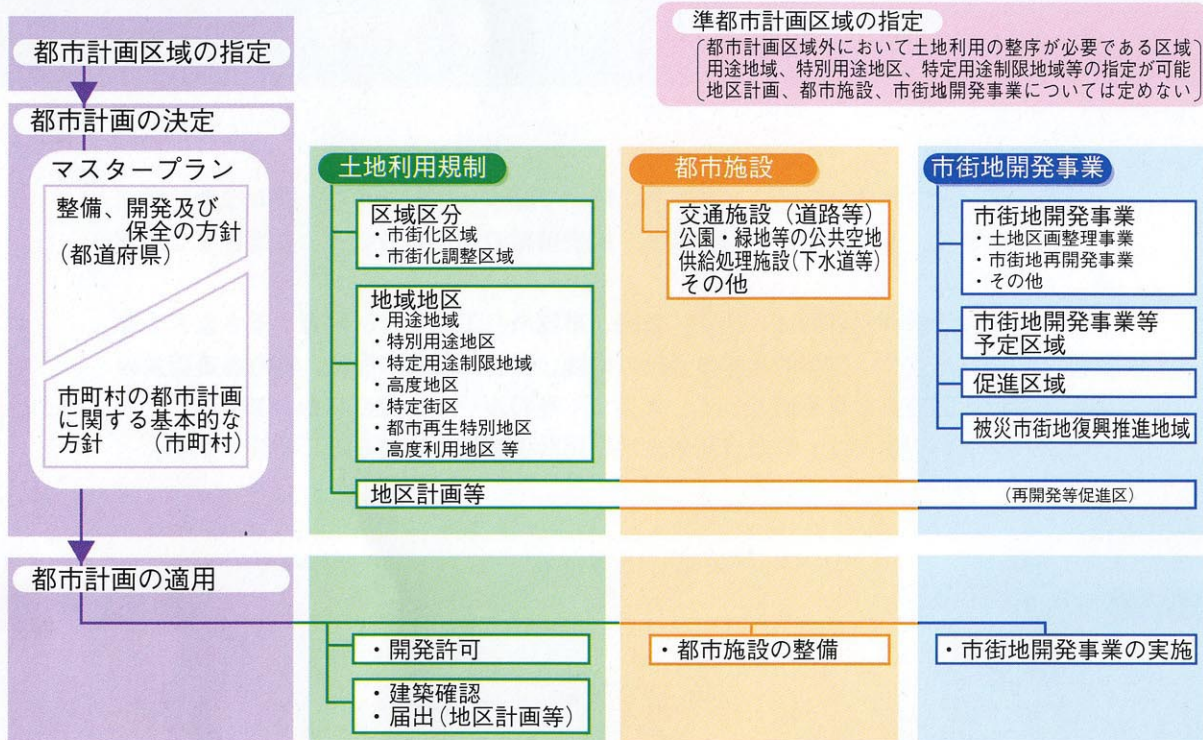 都市計画区域の指定
準都市計画区域の指定
都市計画区域外において土地利用の整序が必要である区域
用途地域、特別用途地区、特定用途制限地域等の指定が可能
地区計画、都市施設、市街地開発事業については定めない
都市計画の決定
マスタープラン
整備、開発及び
保全の方針
(都道府県)
市町村の都市計画
に関する基本的な
方針 (市町村)
土地利用規制
区域区分
・市街化区域
・市街化調整区域
地域地区
・用途地域
・特別用途地区
・特定用途制限地域
・高度地区
・特定街区
・都市再生特別地区
・高度利用地区 等
地区計画等
都市施設
交通施設(道路等)
公園・緑地等の公共空地
供給処理施設(下水道等)
その他
市街地開発事業
市街地開発事業
・土地区画整理事業
・市街地再開発事業
・その他
市街地開発事業等
予定区域
促進区域
被災市街地復興推進地域
(再開発等促進区)
都市計画の適用
・開発許可
・建築確認
・届出(地区計画等)
・都市施設の整備
・市街地開発事業の実施